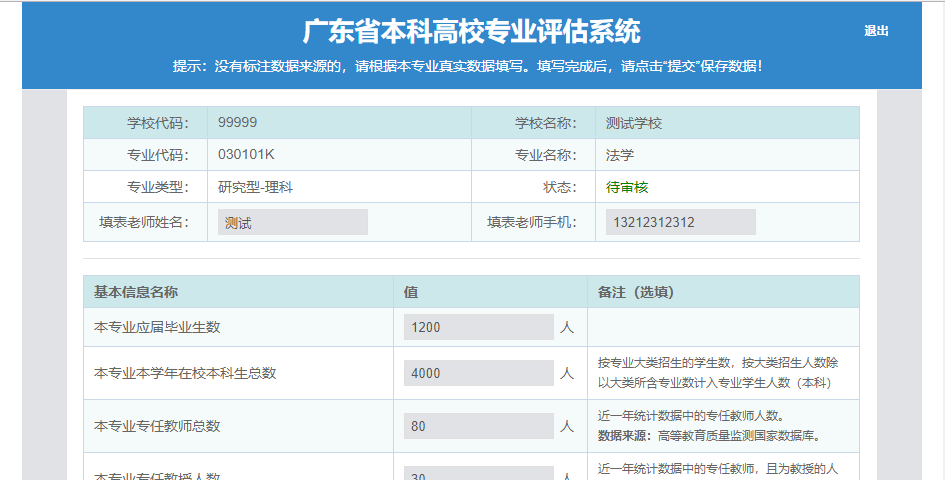 广东省本科高校专业评估系统
退出
提示：没有标注数据来源的，请根据本专业真实数据填写。填写完成后，请点击“提交”保存数据！
学校代码： 99999 学校名称： 测试学校
专业代码： 030101K 专业名称： 法学
专业类型： 研究型-理科 状态： 待审核
填表老师姓名： 测试 填表老师手机： 13212312312
基本信息名称 值 备注（选填）
本专业应届毕业生数 1200 人
本专业本学年在校本科生总数 4000 人
按专业大类招生的学生数，按大类招生人数除
以大类所含专业数计入专业学生人数（本科）
本专业专任教师总数 80 人
近一年统计数据中的专任教师人数。
数据来源：高等教育质量监测国家数据库。
本专业专任教授人数 30 人
近一年统计数据中的专任教师，且为教授的人